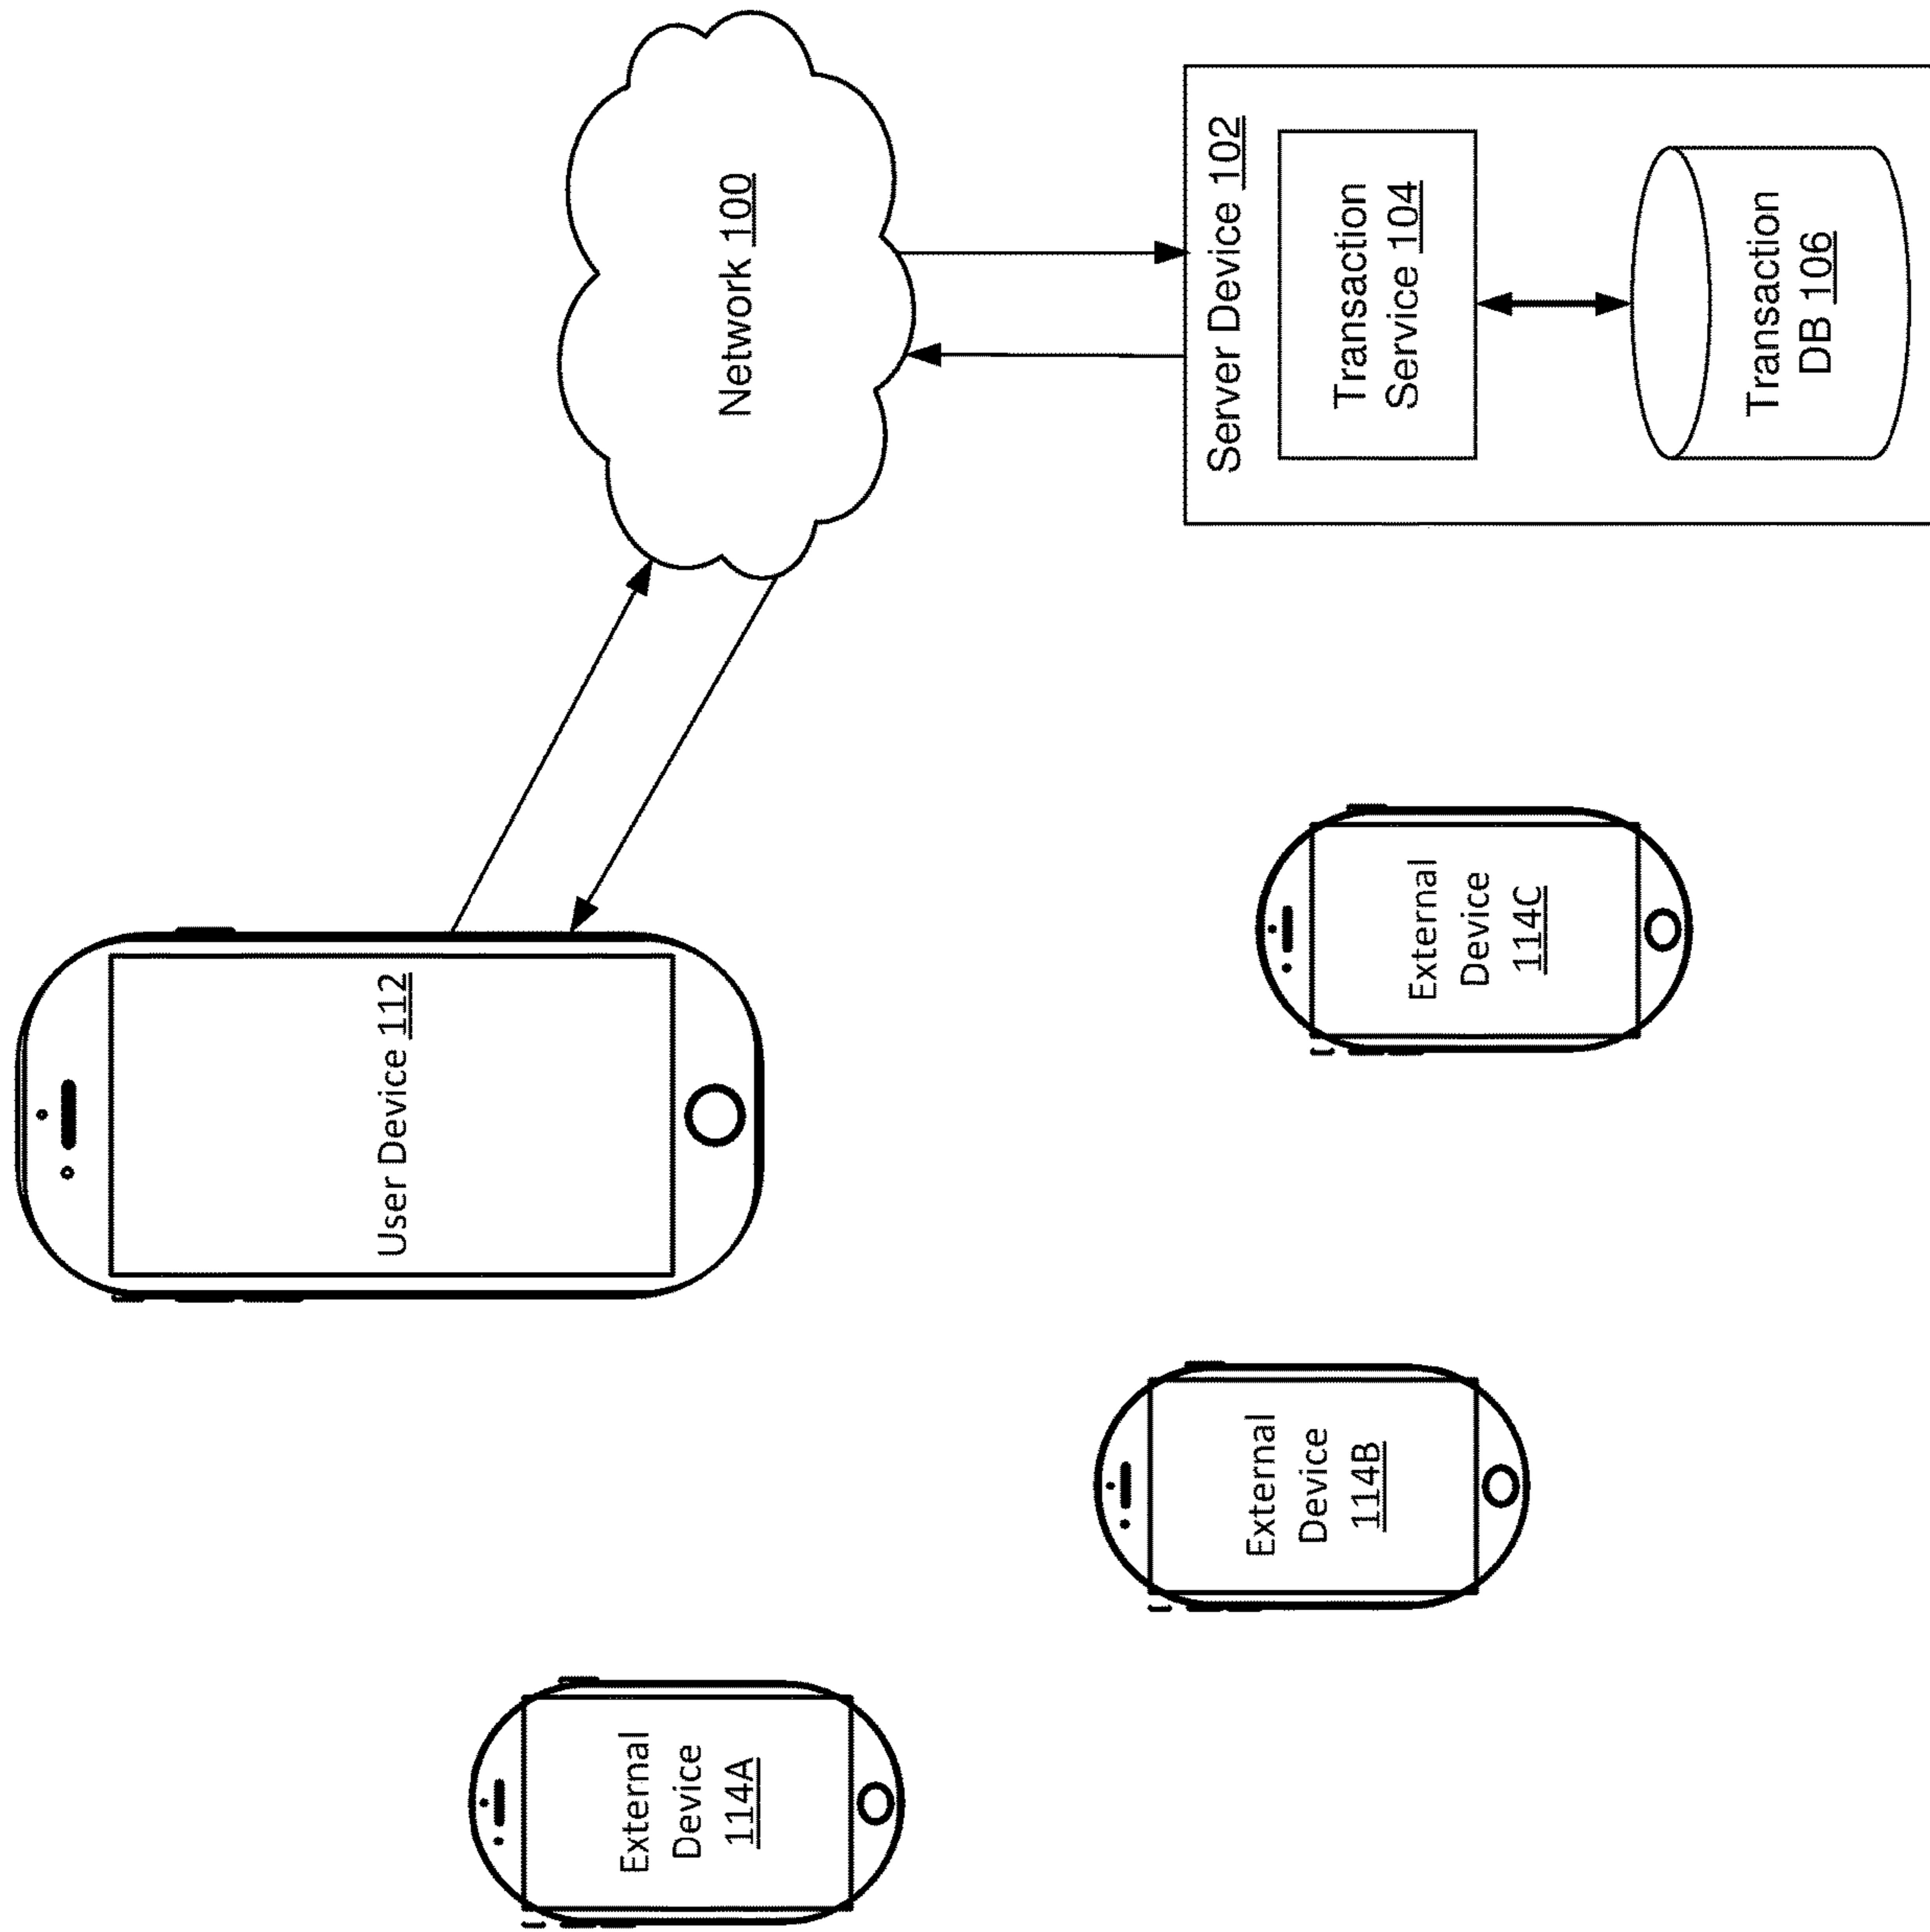 User Device 112
Network 100
Server Device 102
Transaction
Service 104
Transaction
DB 106
External
Device
114A
External
Device
114B
External
Device
114C